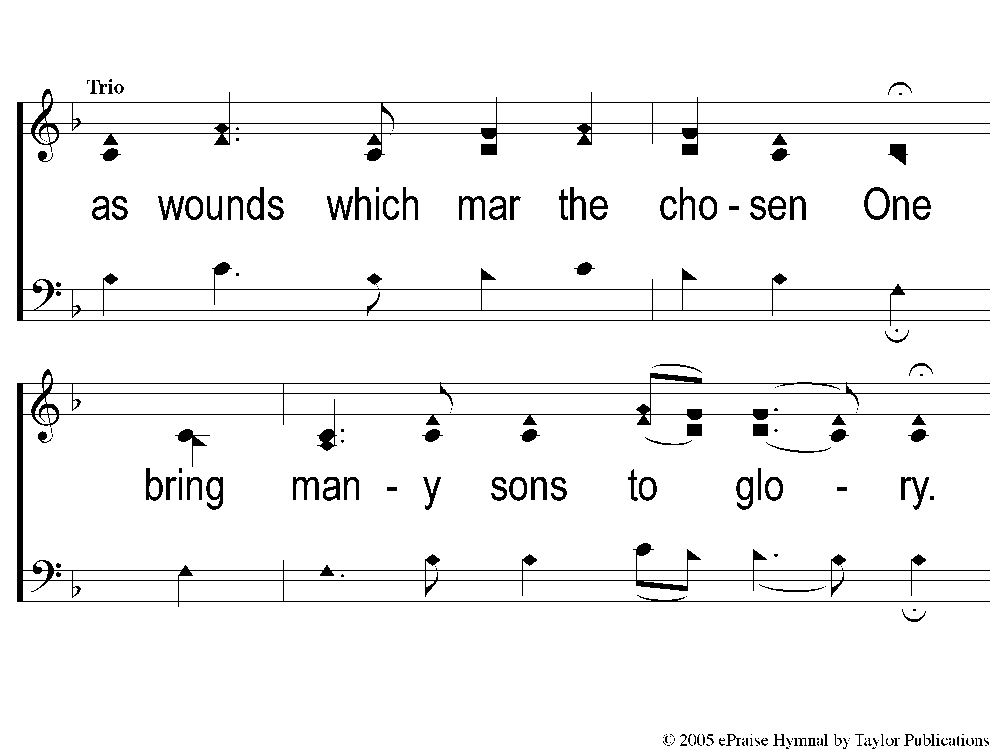 Trio
as wounds which mar the cho - sen One
bring man - y sons to glo - ry.
© 2005 ePraise Hymnal by Taylor Publications